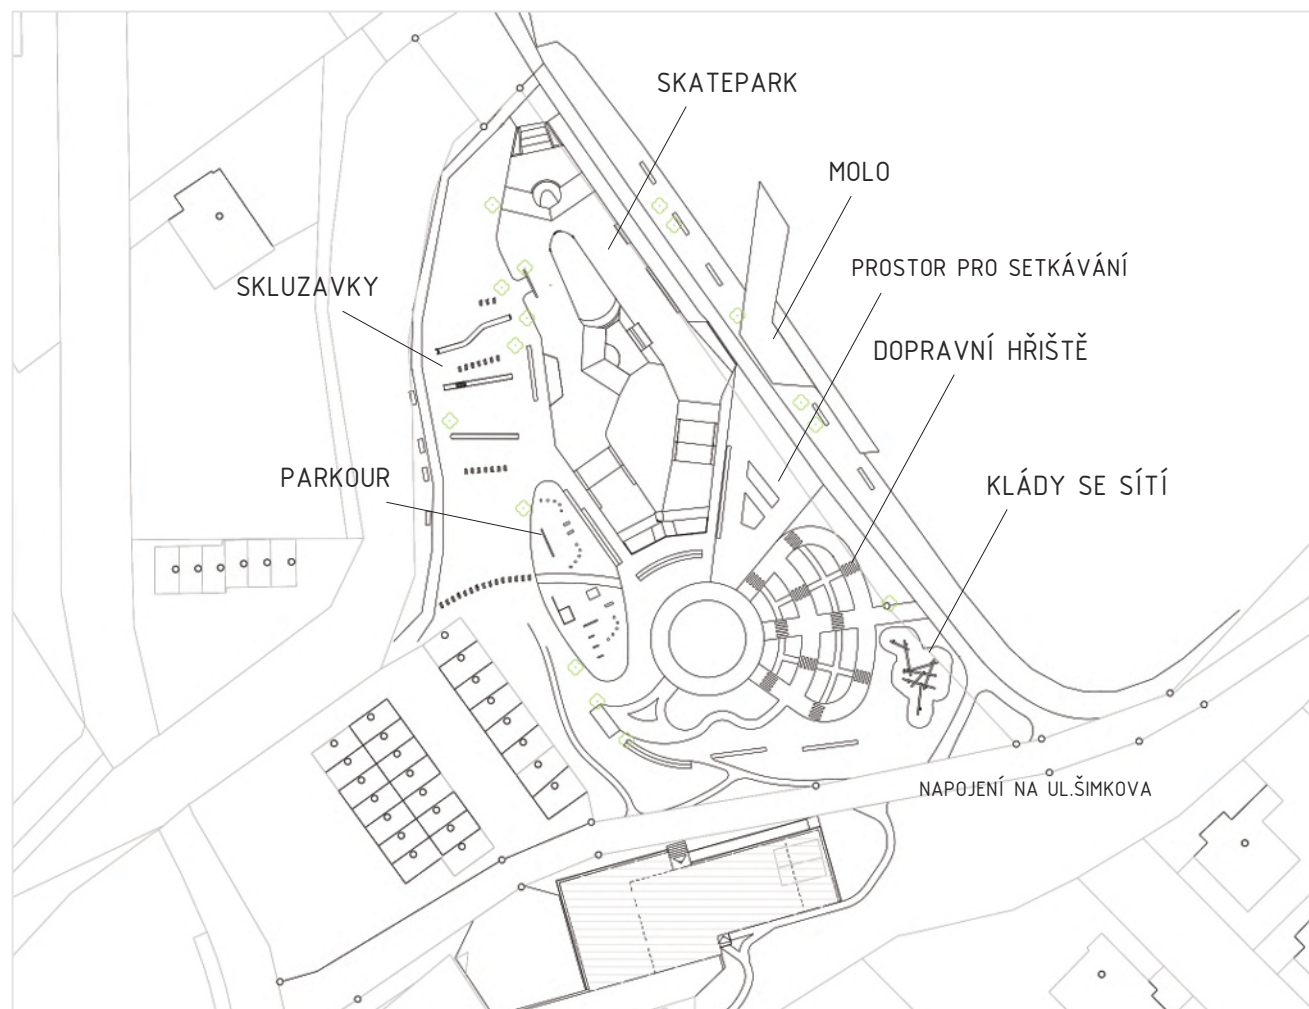 SKATEPARK
MOLO
PROSTOR PRO SETKÁVÁNÍ
SKLUZAVKY
DOPRAVNÍ HŘIŠTĚ
PARKOUR
KLÁDY SE SÍTÍ
NAPOJENÍ NA UL.ŠIMKOVA